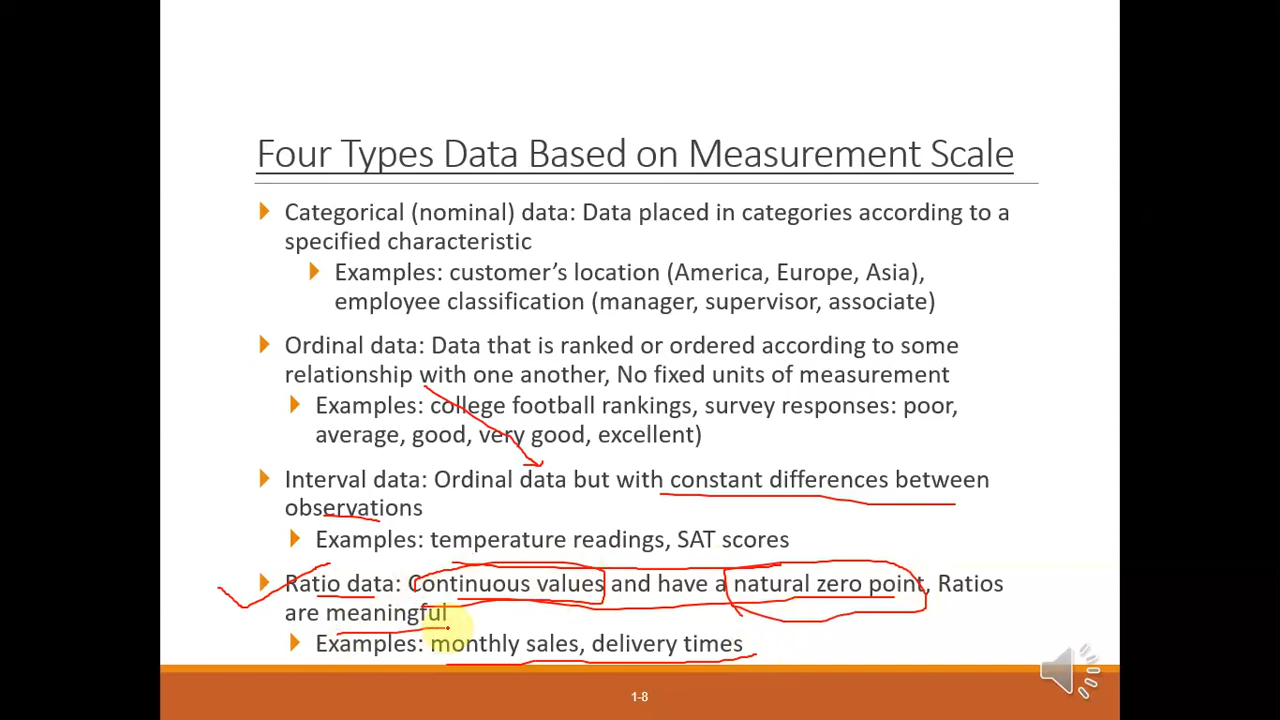 Four Types Data Based on Measurement Scale
Categorical (nominal) data: Data placed in categories according to a
specified characteristic
Examples: customer’s location (America, Europe, Asia),
employee classification (manager, supervisor, associate)
Ordinal data: Data that is ranked or ordered according to some
relationship with one another, No fixed units of measurement
Examples: college football rankings, survey responses: poor,
average, good, very good, excellent)
Interval data: Ordinal data but with constant differences between
observations
Examples: temperature readings, SAT scores
Ratio data: Continuous values and have a natural zero point, Ratios
are meaningful
Examples: monthly sales, delivery times
1-8